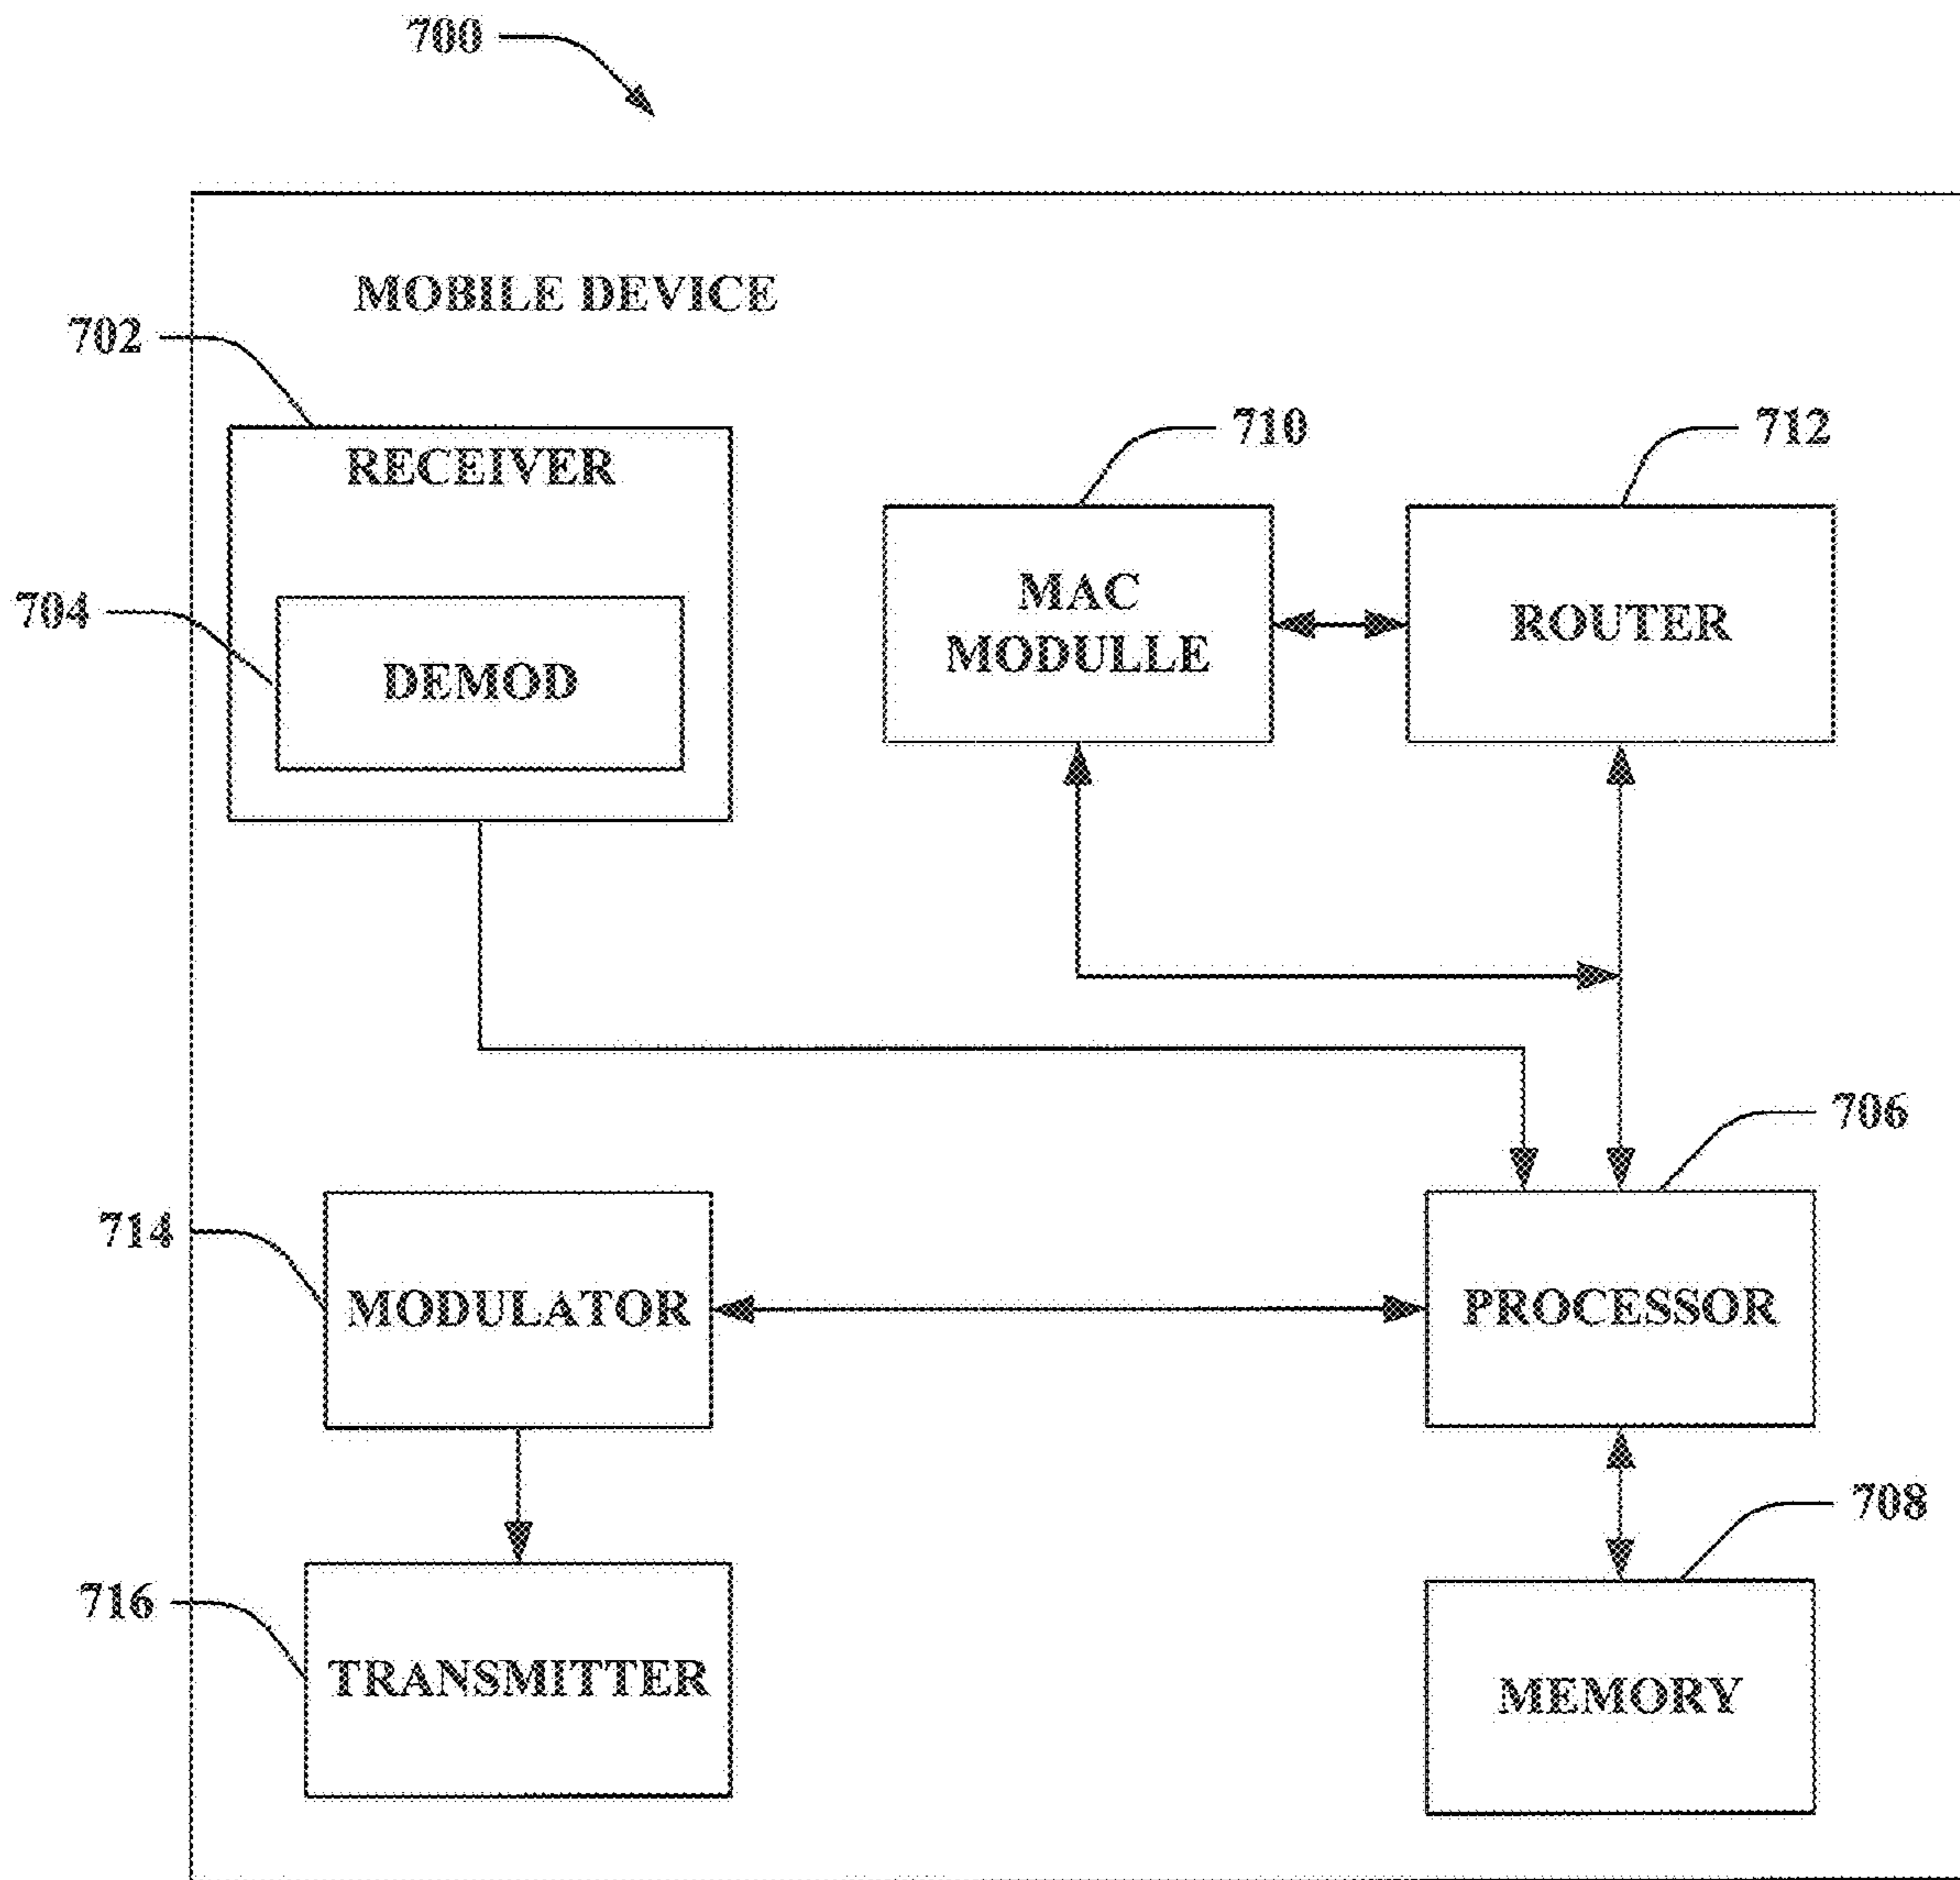 700
MOBILE DEVICE
702
RECEIVER
710
712
704
DEMOD
MAC
MODULLE
ROUTER
706
714
MODULATOR
PROCESSOR
708
716
TRANSMITTER
MEMORY